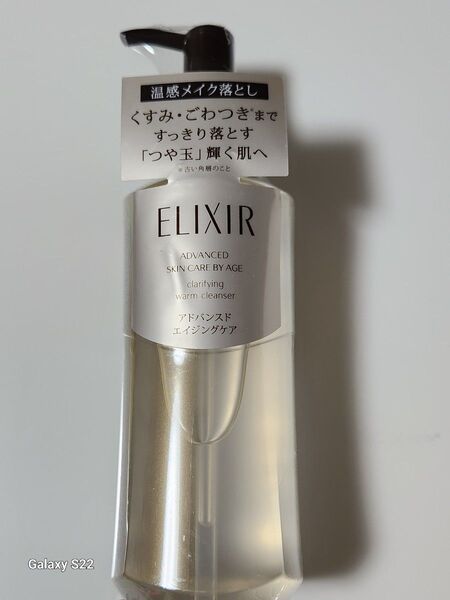 温感メイク落とし
くすみ・ごわつき※まで
すっきり落とす
「つや玉」輝く肌へ
※古い角層のこと
ELIXIR
ADVANCED
SKIN CARE BY AGE
clarifying
warm cleanser
アドバンスド
エイジングケア
Galaxy S22